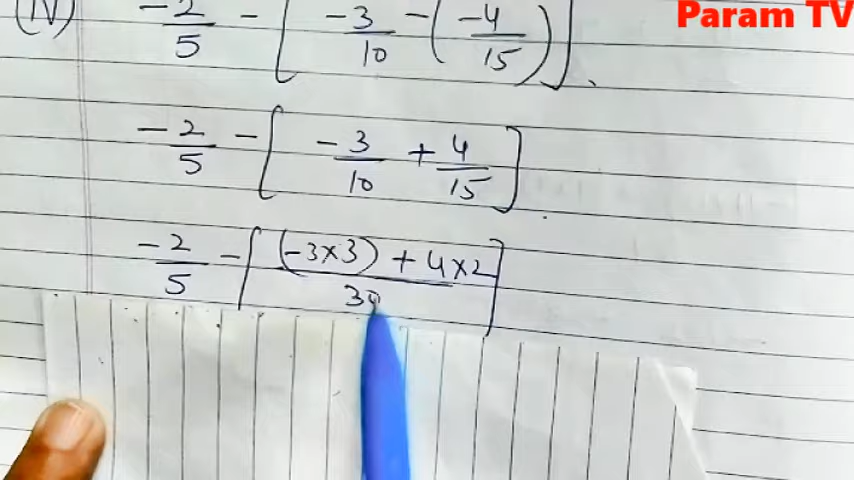 Param TV
(iv) -2/5 - [ -3/10 - (-4/15) ]
-2/5 - [ -3/10 + 4/15 ]
-2/5 - [ (-3×3) + 4×2 / 30 ]